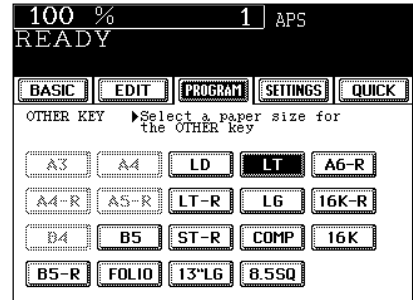 100 % 1 APS
READY
BASIC EDIT PROGRAM SETTINGS QUICK
OTHER KEY ▶Select a paper size for
the OTHER key
A3 A4 LD LT A6-R
A4-R A5-R LT-R LG 16K-R
B4 B5 ST-R COMP 16K
B5-R FOLIO 13"LG 8.5SQ